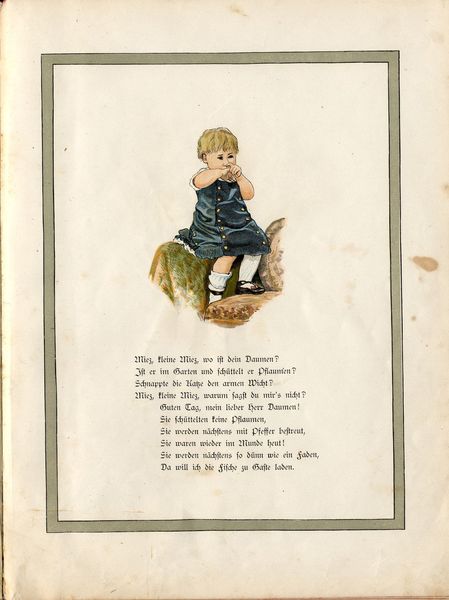 Miez, kleine Miez, wo ist dein Daumen?
Ist er im Garten und schüttelt er Pflaumen?
Schnappte die Katze den armen Wicht?
Miez, kleine Miez, warum sagst du mir's nicht?
Guten Tag, mein lieber Herr Daumen!
Sie schüttelten keine Pflaumen,
Sie werden nächstens mit Pfeffer bestreut,
Sie waren wieder im Munde heut!
Sie werden nächstens so dünn wie ein Faden,
Da will ich die Fische zu Gaste laden.